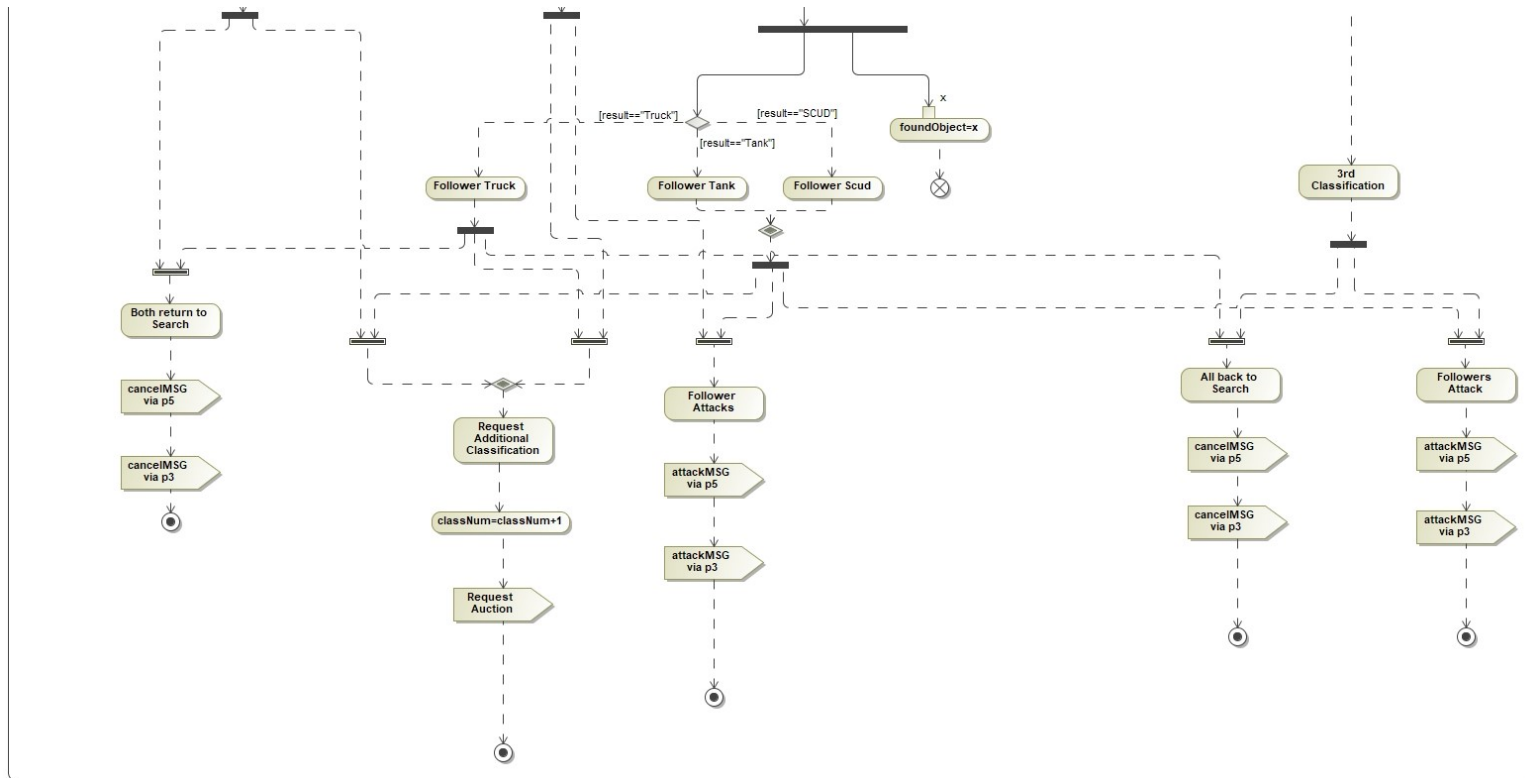 x
[result=="Truck"]
[result=="SCUD"]
foundObject=x
[result=="Tank"]
Follower Truck
Follower Tank
Follower Scud
3rd
Classification
Both return to
Search
cancelMSG
via p5
cancelMSG
via p3
Request
Additional
Classification
classNum=classNum+1
Request
Auction
Follower
Attacks
attackMSG
via p5
attackMSG
via p3
All back to
Search
cancelMSG
via p5
cancelMSG
via p3
Followers
Attack
attackMSG
via p5
attackMSG
via p3